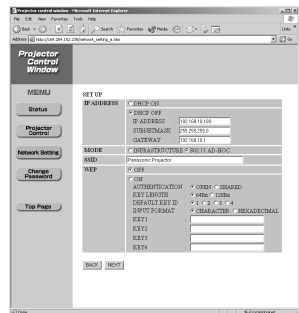 Projector control window - Microsoft Internet Explorer
File Edit View Favorites Tools Help
Back Search Favorites Media Links
Address Go
Projector Control Window
MENU
Status
Projector Control
Network Setting
Change Password
Top Page
SET UP
IP ADDRESS DHCP ON
DHCP OFF
IP ADDRESS : 192.168.10.100
SUBNETMASK : 255.255.255.0
GATEWAY : 192.168.10.1
MODE INFRASTRUCTURE 802.11 AD-HOC
SSID Panasonic Projector
WEP OFF
ON
AUTHENTICATION : OPEN SHARED
KEY LENGTH : 64Bit 128Bit
DEFAULT KEY ID : 1 2 3 4
INPUT FORMAT : CHARACTER HEXADECIMAL
KEY1 :
KEY2 :
KEY3 :
KEY4 :
BACK NEXT